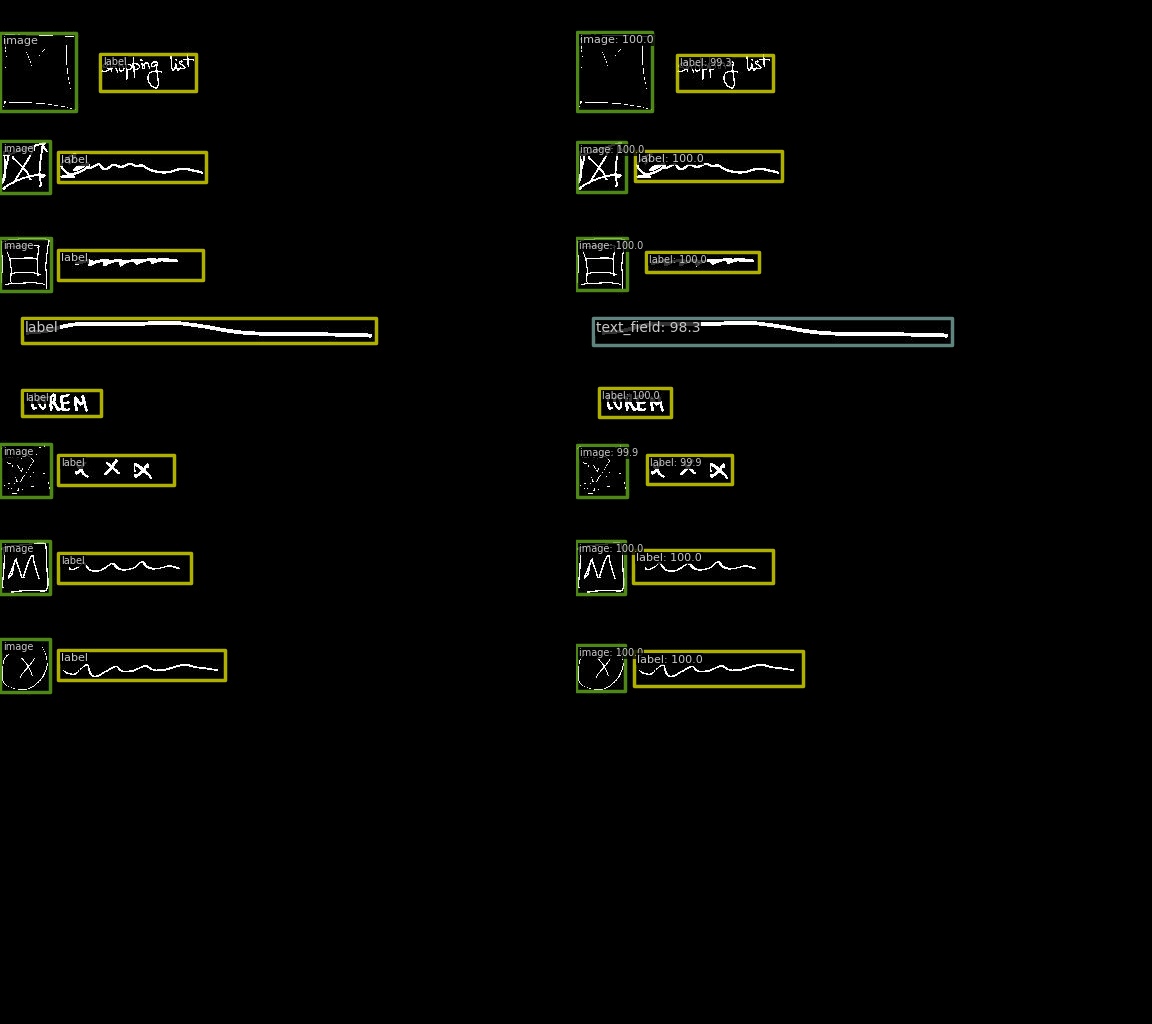 image image: 100.0
label label: 99.3
shopping list shopping list
image label image: 100.0 label: 100.0
image label image: 100.0 label: 100.0
label text_field: 98.3
label label: 100.0
LOREM LOREM
image label image: 99.9 label: 99.9
x X x x X x
image label image: 100.0 label: 100.0
M M
image label image: 100.0 label: 100.0
X X